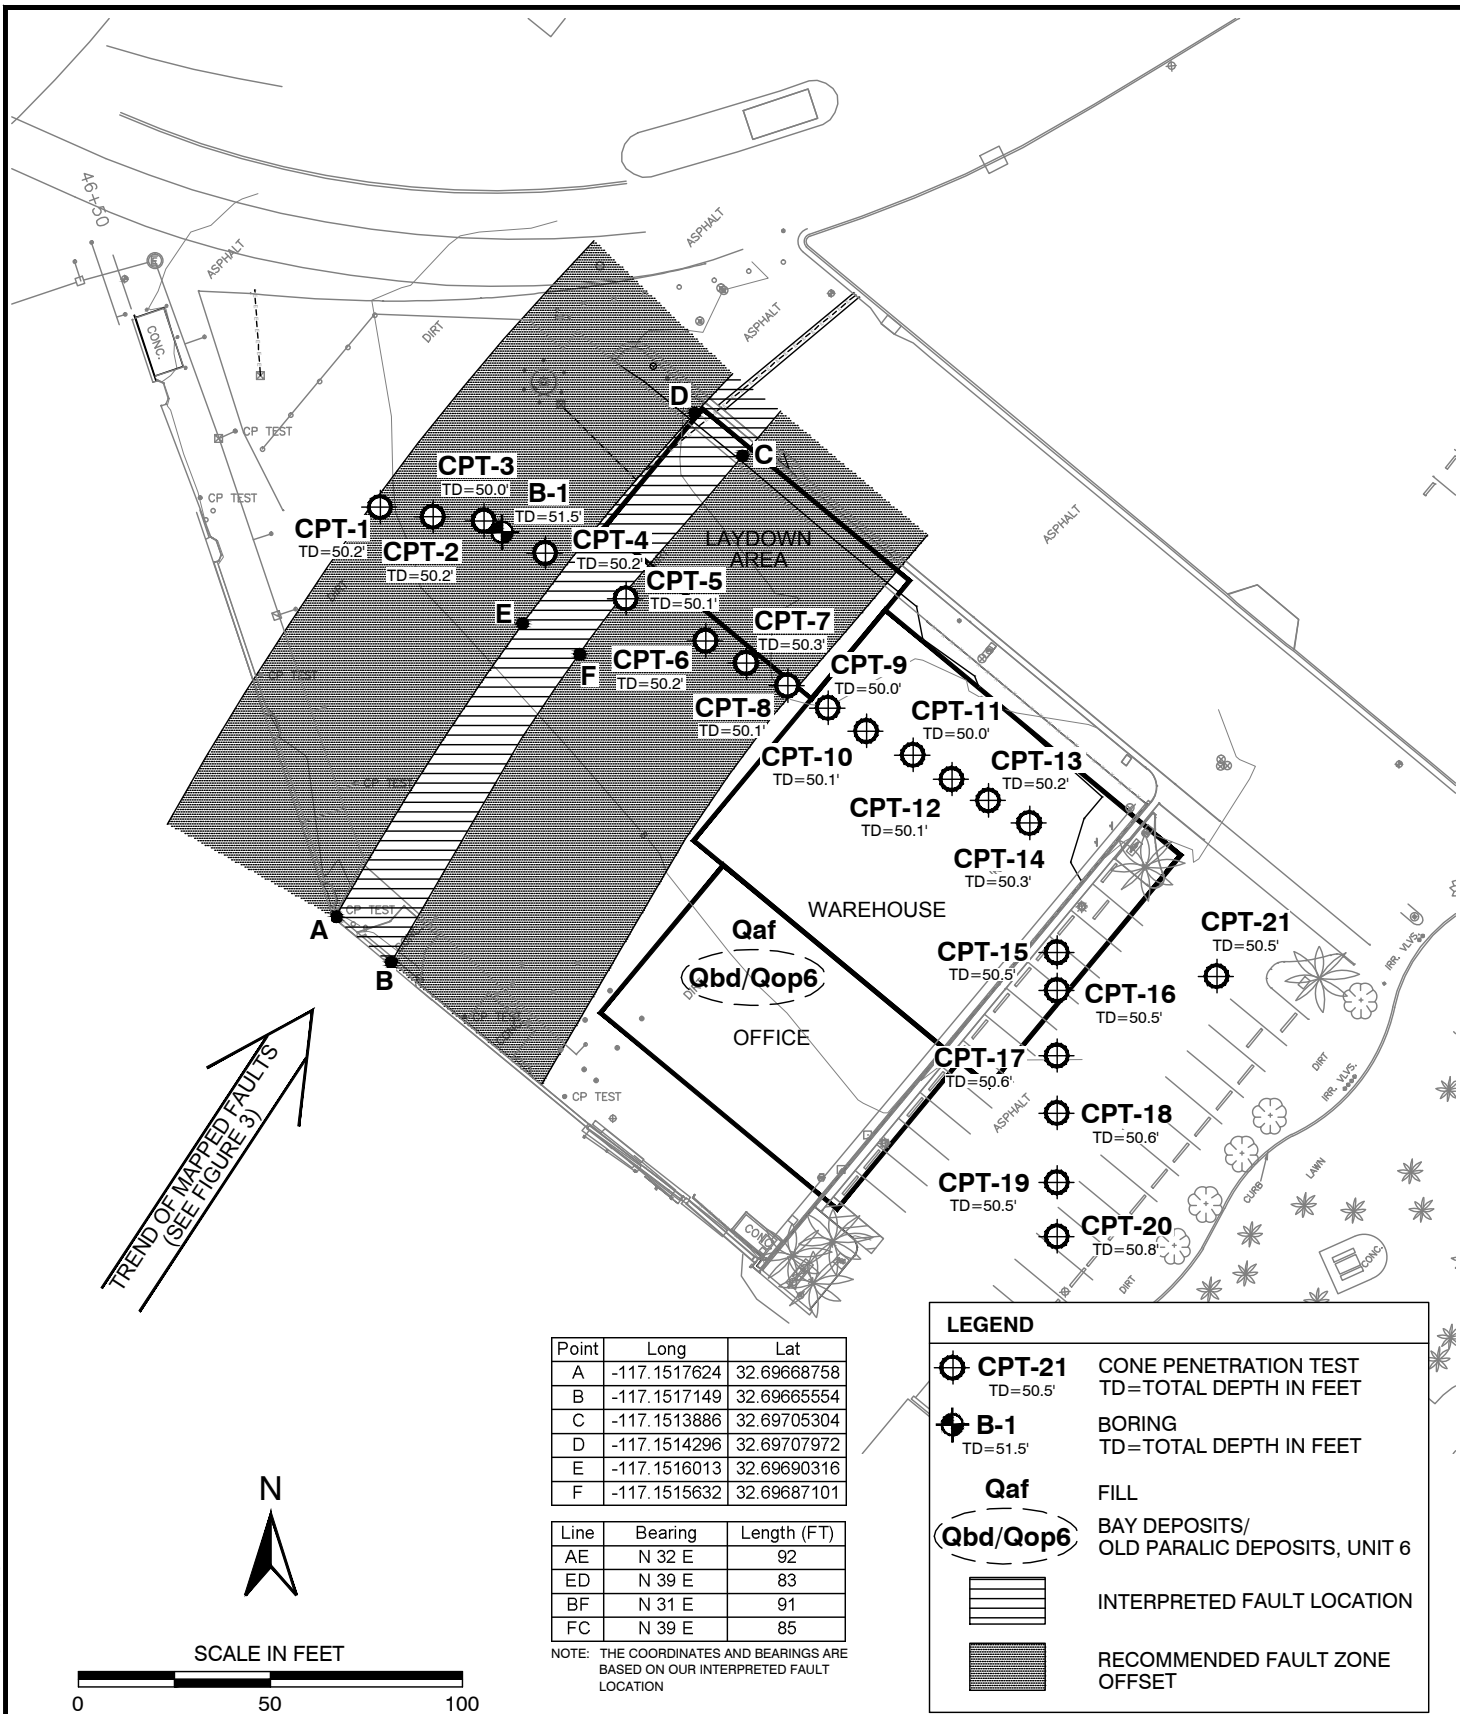 46+50
ASPHALT
ASPHALT
ASPHALT
E
CONC.
DIRT
D
C
CP TEST
CPT-3
TD=50.0'
B-1
TD=51.5'
CP TEST
CPT-1
TD=50.2'
CPT-2
TD=50.2'
CPT-4
TD=50.2'
LAYDOWN
AREA
ASPHALT
DIRT
CPT-5
TD=50.1'
E
CPT-7
TD=50.3'
F
CPT-6
TD=50.2'
CPT-9
TD=50.0'
CP TEST
CPT-8
TD=50.1'
CPT-11
TD=50.0'
CPT-10
TD=50.1'
CPT-13
TD=50.2'
CP TEST
CPT-12
TD=50.1'
CPT-14
TD=50.3'
A
CP TEST
WAREHOUSE
Qaf
CPT-21
TD=50.5'
B
Qbd/Qop6
DIRT
CPT-15
TD=50.5'
IRR. VLVS.
CPT-16
TD=50.5'
CP TEST
OFFICE
CPT-17
TD=50.6'
DIRT
IRR. VLVS.
CP TEST
ASPHALT
CPT-18
TD=50.6'
TREND OF MAPPED FAULTS
(SEE FIGURE 3)
CPT-19
TD=50.5'
CURB
LAWN
CONC.
CPT-20
TD=50.8'
CONC.
DIRT
Point Long Lat
A -117.1517624 32.69668758
B -117.1517149 32.69665554
C -117.1513886 32.69705304
D -117.1514296 32.69707972
E -117.1516013 32.69690316
F -117.1515632 32.69687101
Line Bearing Length (FT)
AE N 32 E 92
ED N 39 E 83
BF N 31 E 91
FC N 39 E 85
NOTE: THE COORDINATES AND BEARINGS ARE
BASED ON OUR INTERPRETED FAULT
LOCATION
N
SCALE IN FEET
0 50 100
LEGEND
CPT-21 CONE PENETRATION TEST
TD=50.5' TD=TOTAL DEPTH IN FEET
B-1 BORING
TD=51.5' TD=TOTAL DEPTH IN FEET
Qaf FILL
Qbd/Qop6 BAY DEPOSITS/
OLD PARALIC DEPOSITS, UNIT 6
INTERPRETED FAULT LOCATION
RECOMMENDED FAULT ZONE
OFFSET